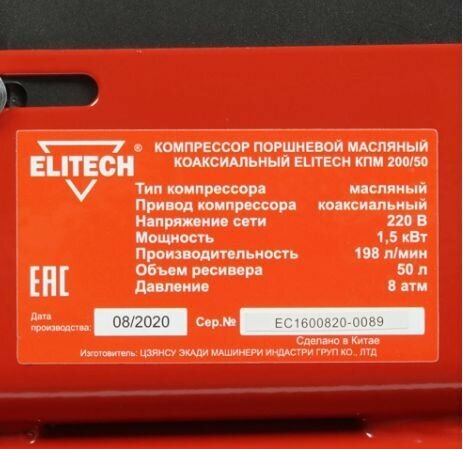 ELITECH ®
КОМПРЕССОР ПОРШНЕВОЙ МАСЛЯНЫЙ
КОАКСИАЛЬНЫЙ ELITECH КПМ 200/50
Тип компрессора масляный
Привод компрессора коаксиальный
Напряжение сети 220 В
Мощность 1,5 кВт
Производительность 198 л/мин
Объем ресивера 50 л
Давление 8 атм
EAC
Дата производства: 08/2020 Сер.№ EC1600820-0089
Сделано в Китае
Изготовитель: ЦЗЯНСУ ЭКАДИ МАШИНЕРИ ИНДАСТРИ ГРУП КО., ЛТД